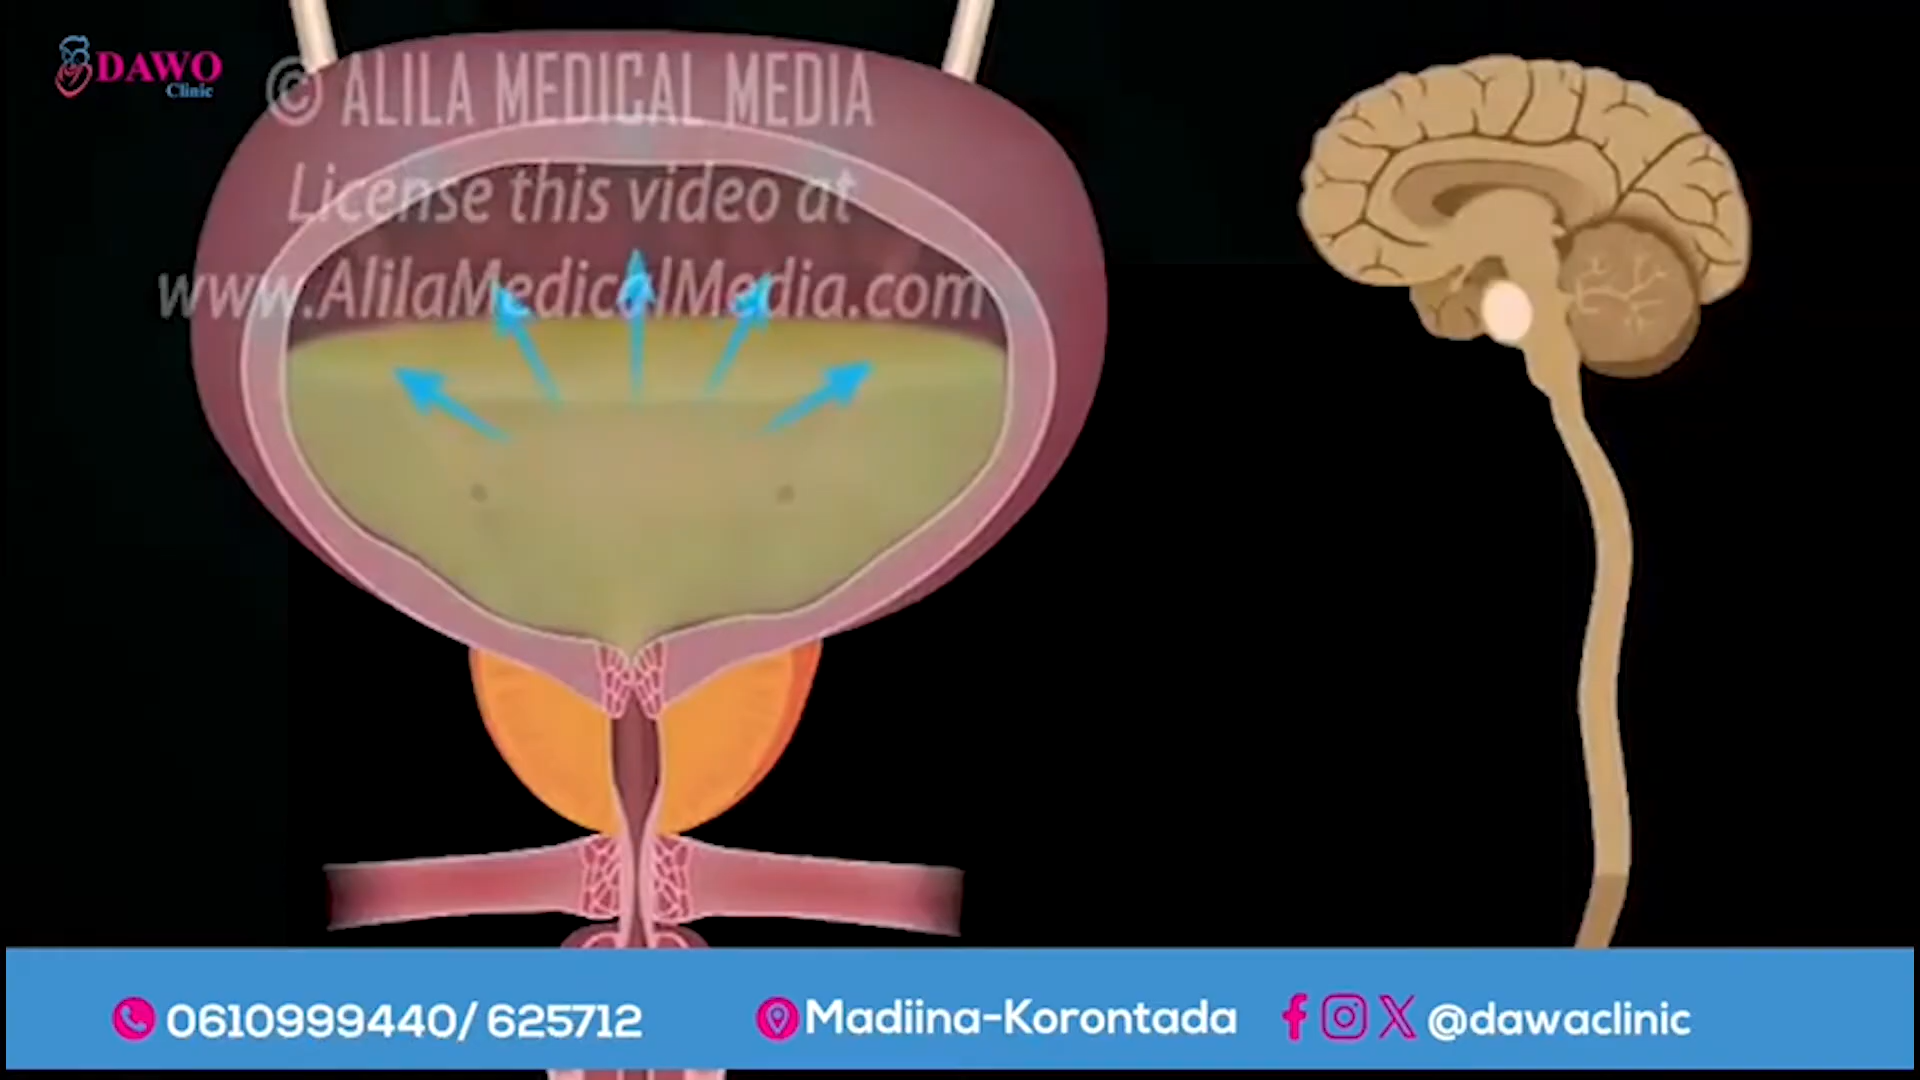 DAWO
Clinic
© ALILA MEDICAL MEDIA
License this video at
www.AlilaMedicalMedia.com
0610999440/ 625712
Madiina-Korontada
@dawaclinic